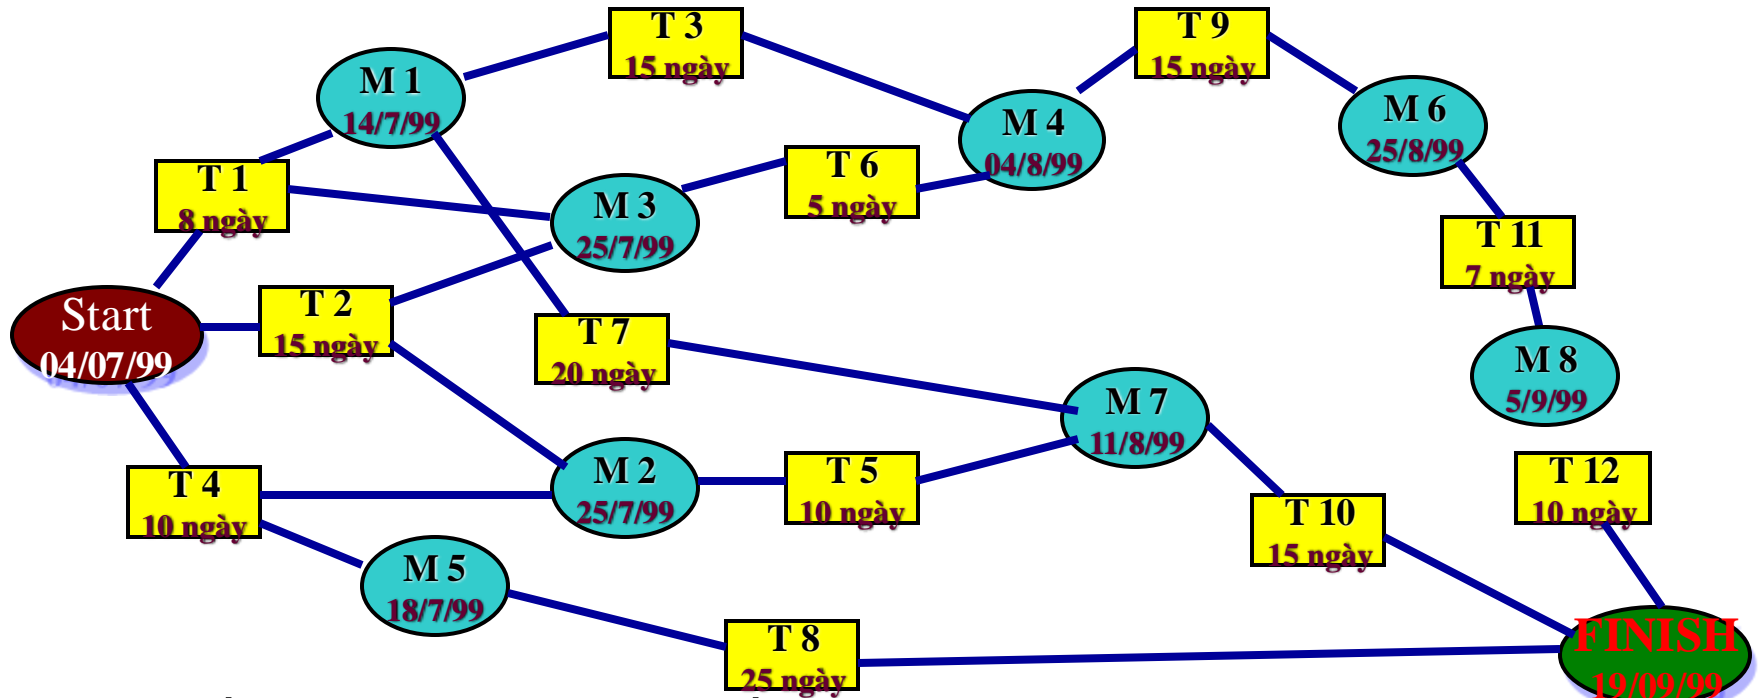 T 3
15 ngày
T 9
15 ngày
M 1
14/7/99
M 4
04/8/99
M 6
25/8/99
T 1
8 ngày
T 6
5 ngày
M 3
25/7/99
T 11
7 ngày
Start
04/07/99
T 2
15 ngày
T 7
20 ngày
M 8
5/9/99
M 7
11/8/99
T 4
10 ngày
M 2
25/7/99
T 5
10 ngày
T 12
10 ngày
T 10
15 ngày
M 5
18/7/99
T 8
25 ngày
FINISH
19/09/99